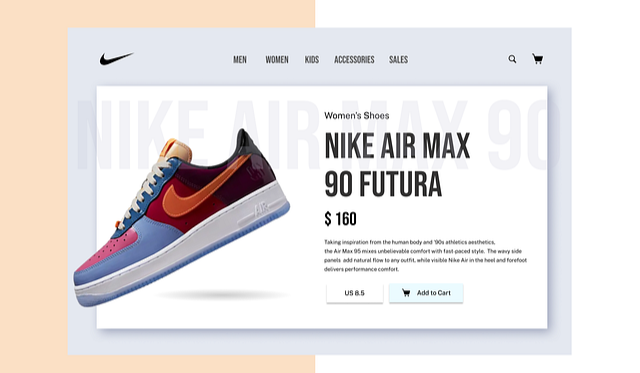 MEN WOMEN KIDS ACCESSORIES SALES
NIKE AIR MAX 90
Women's Shoes
NIKE AIR MAX
90 FUTURA
$ 160
Taking inspiration from the human body and '90s athletics aesthetics,
the Air Max 95 mixes unbelievable comfort with fast-paced style. The wavy side
panels add natural flow to any outfit, while visible Nike Air in the heel and forefoot
delivers performance comfort.
US 8.5 Add to Cart
AIR